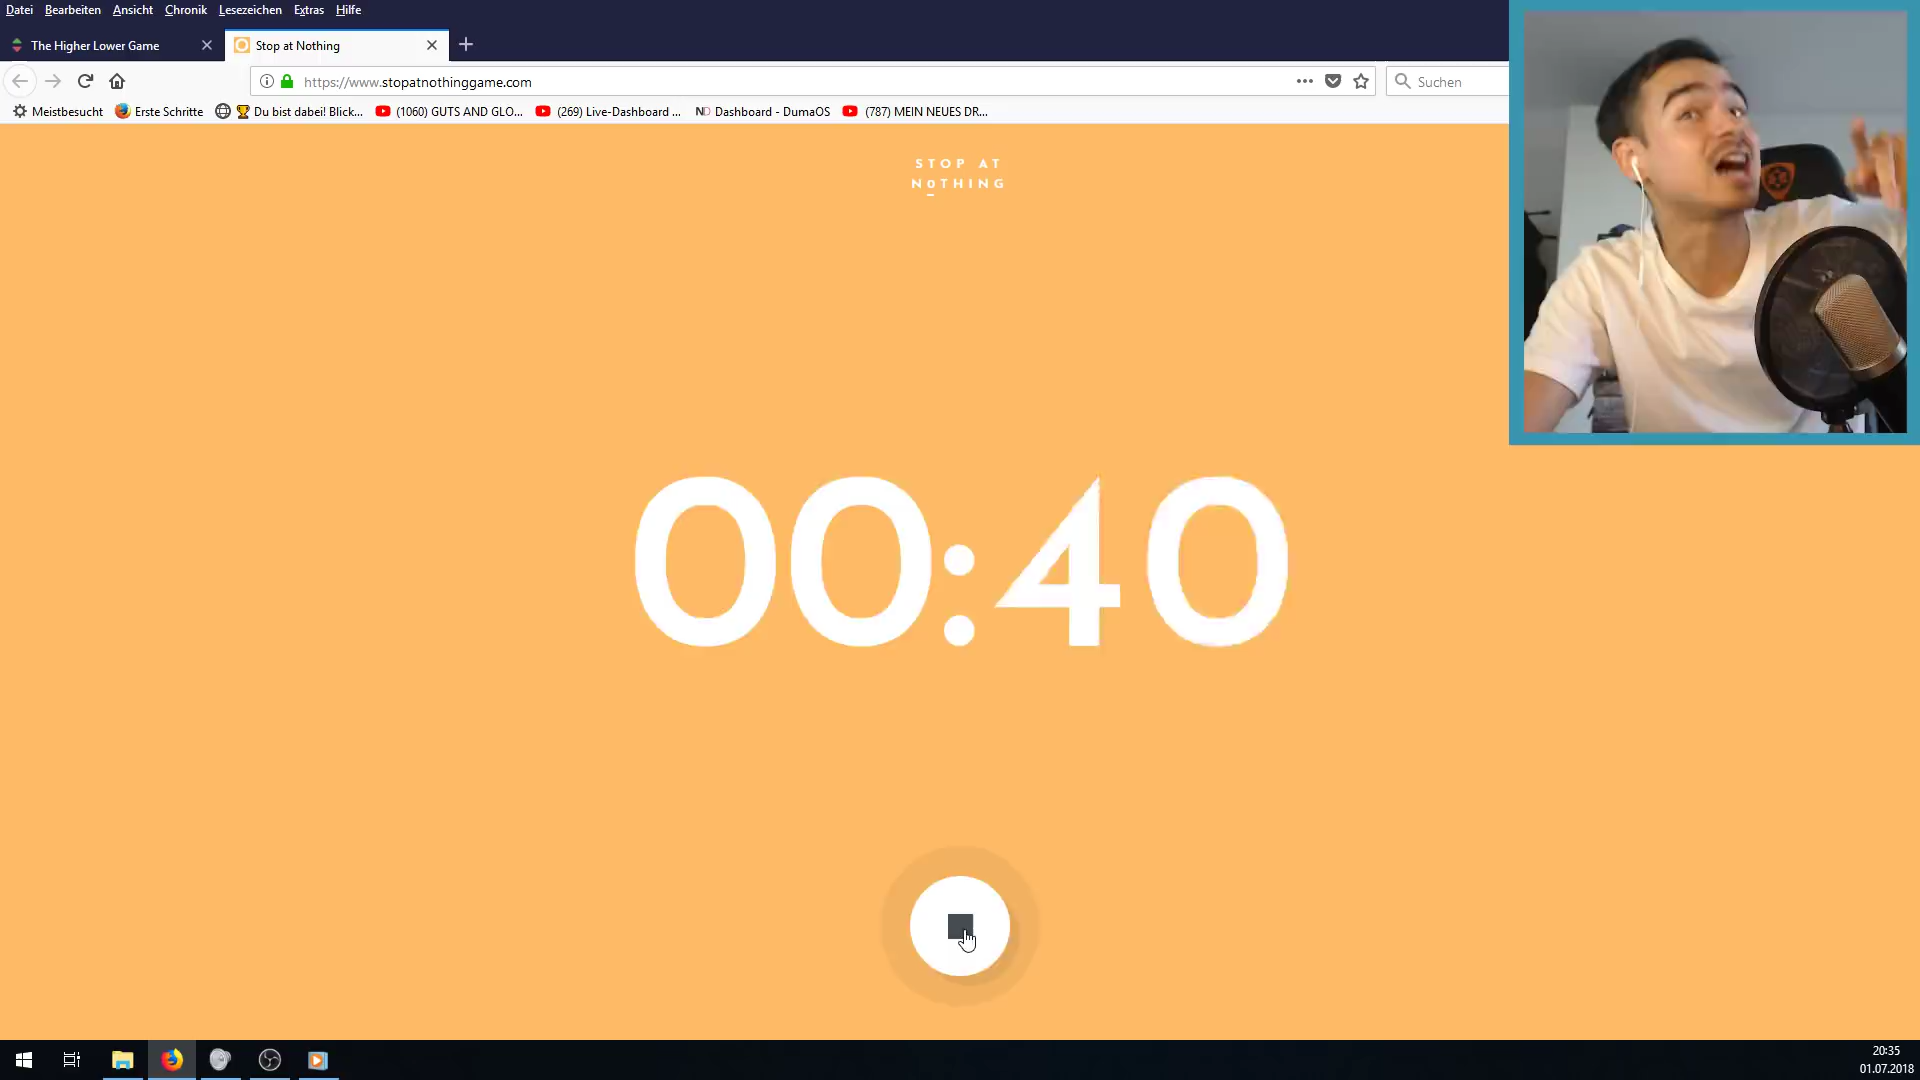 Datei Bearbeiten Ansicht Chronik Lesezeichen Extras Hilfe
The Higher Lower Game
Stop at Nothing
https://www.stopatnothinggame.com
Suchen
Meistbesucht Erste Schritte Du bist dabei! Blick... (1060) GUTS AND GLO... (269) Live-Dashboard ... ND Dashboard - DumaOS (787) MEIN NEUES DR...
STOP AT
N0THING
00:40
20:35
01.07.2018